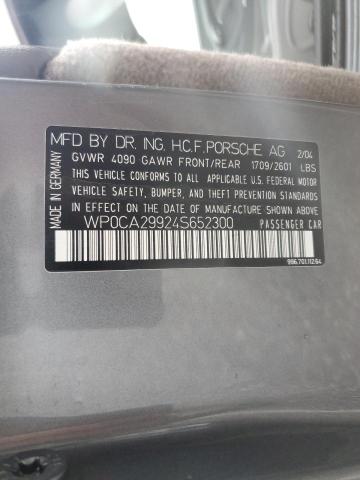 MFD BY DR. ING. H.C.F. PORSCHE AG 2/04
GVWR 4090 GAWR FRONT/REAR 1709/2601 LBS
THIS VEHICLE CONFORMS TO ALL APPLICABLE U.S. FEDERAL MOTOR
VEHICLE SAFETY, BUMPER, AND THEFT PREVENTION STANDARDS
IN EFFECT ON THE DATE OF MANUFACTURE SHOWN ABOVE.
WP0CA29924S652300 PASSENGER CAR
996.701.112.64
MADE IN GERMANY